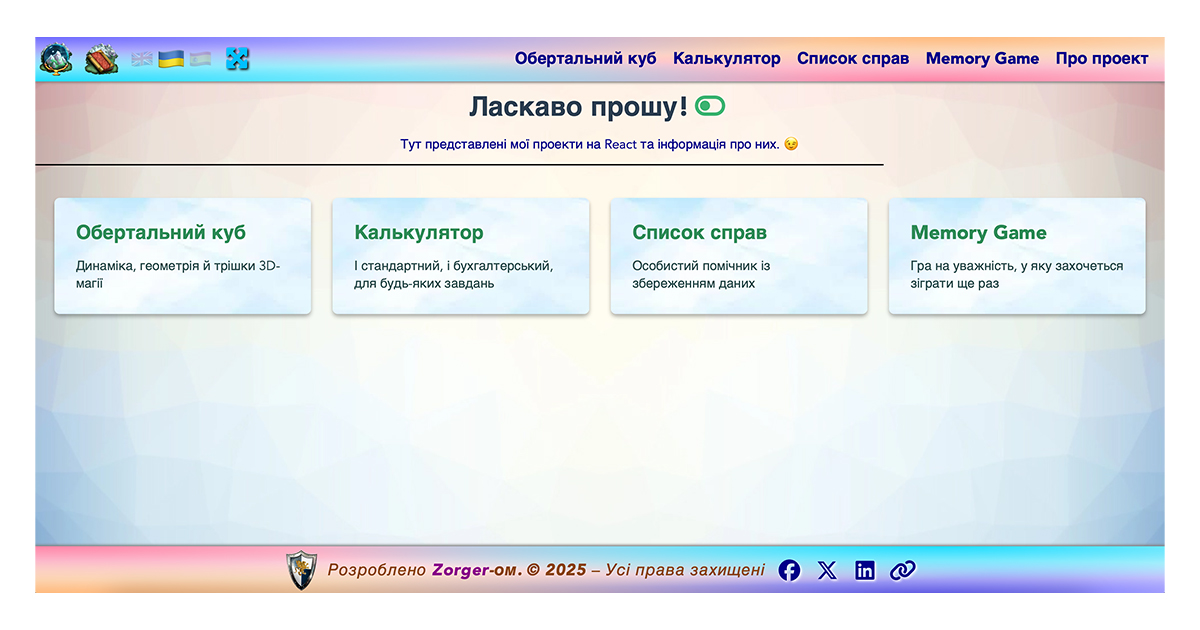 Обертальний куб Калькулятор Список справ Memory Game Про проект
Ласкаво прошу!
Тут представлені мої проекти на React та інформація про них. 😉
Обертальний куб
Динаміка, геометрія й трішки 3D-
магії
Калькулятор
І стандартний, і бухгалтерський,
для будь-яких завдань
Список справ
Особистий помічник із
збереженням даних
Memory Game
Гра на уважність, у яку захочеться
зіграти ще раз
Розроблено Zorger-ом. © 2025 – Усі права захищені